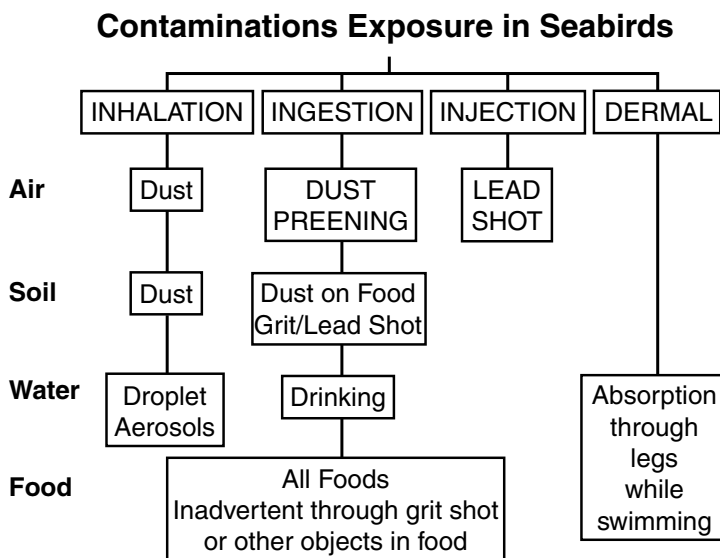 Contaminations Exposure in Seabirds
INHALATION
INGESTION
INJECTION
DERMAL
Air
Dust
DUST
PREENING
LEAD
SHOT
Soil
Dust
Dust on Food
Grit/Lead Shot
Water
Droplet
Aerosols
Drinking
Absorption
through
legs
while
swimming
Food
All Foods
Inadvertent through grit shot
or other objects in food